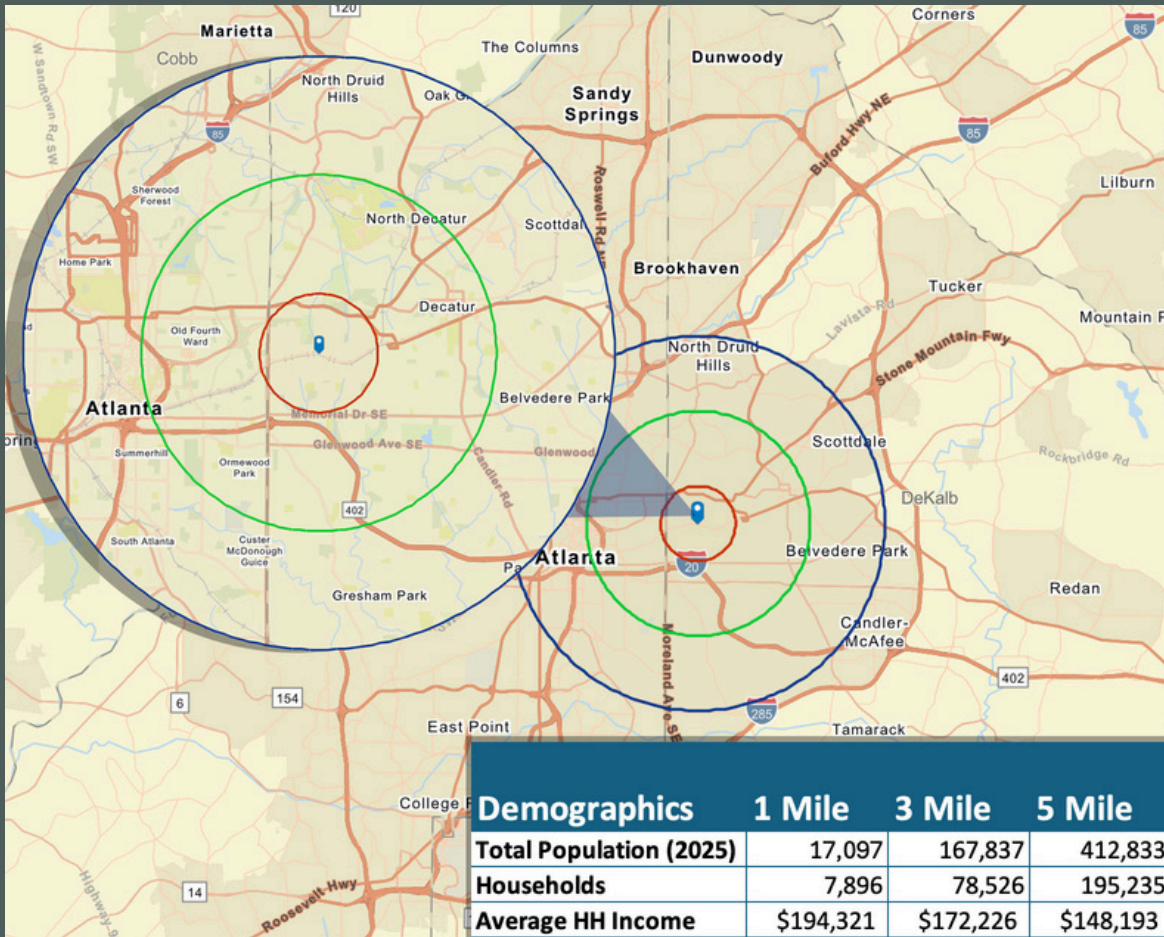 120
Corners
Marietta
Cobb
The Columns
Dunwoody
85
W Sandtown Rd SW
North Druid
Hills
Oak G
Sandy
Springs
85
85
Buford Hwy NE
Roswell Rd NE
Sherwood
Forest
Lilburn
North Decatur
Scottdal
Home Park
Brookhaven
Tucker
Decatur
Lavista Rd
Mountain P
Old Fourth
Ward
North Druid
Hills
Stone Mountain Fwy
Belvedere Park
Atlanta
Memorial Dr SE
Glenwood Ave SE
Glenwood
Scottdale
Rockbridge Rd
Summerhill
Ormewood
Park
Candler Rd
DeKalb
402
South Atlanta
Custer
McDonough
Guice
Pa
Atlanta
20
Belvedere Park
Gresham Park
Redan
Candler-
McAfee
Moreland Ave SE
402
6
154
285
East Point
Tamarack
College P
14
Roosevelt Hwy
Highway-9
Demographics 1 Mile 3 Mile 5 Mile
Total Population (2025) 17,097 167,837 412,833
Households 7,896 78,526 195,235
Average HH Income $194,321 $172,226 $148,193